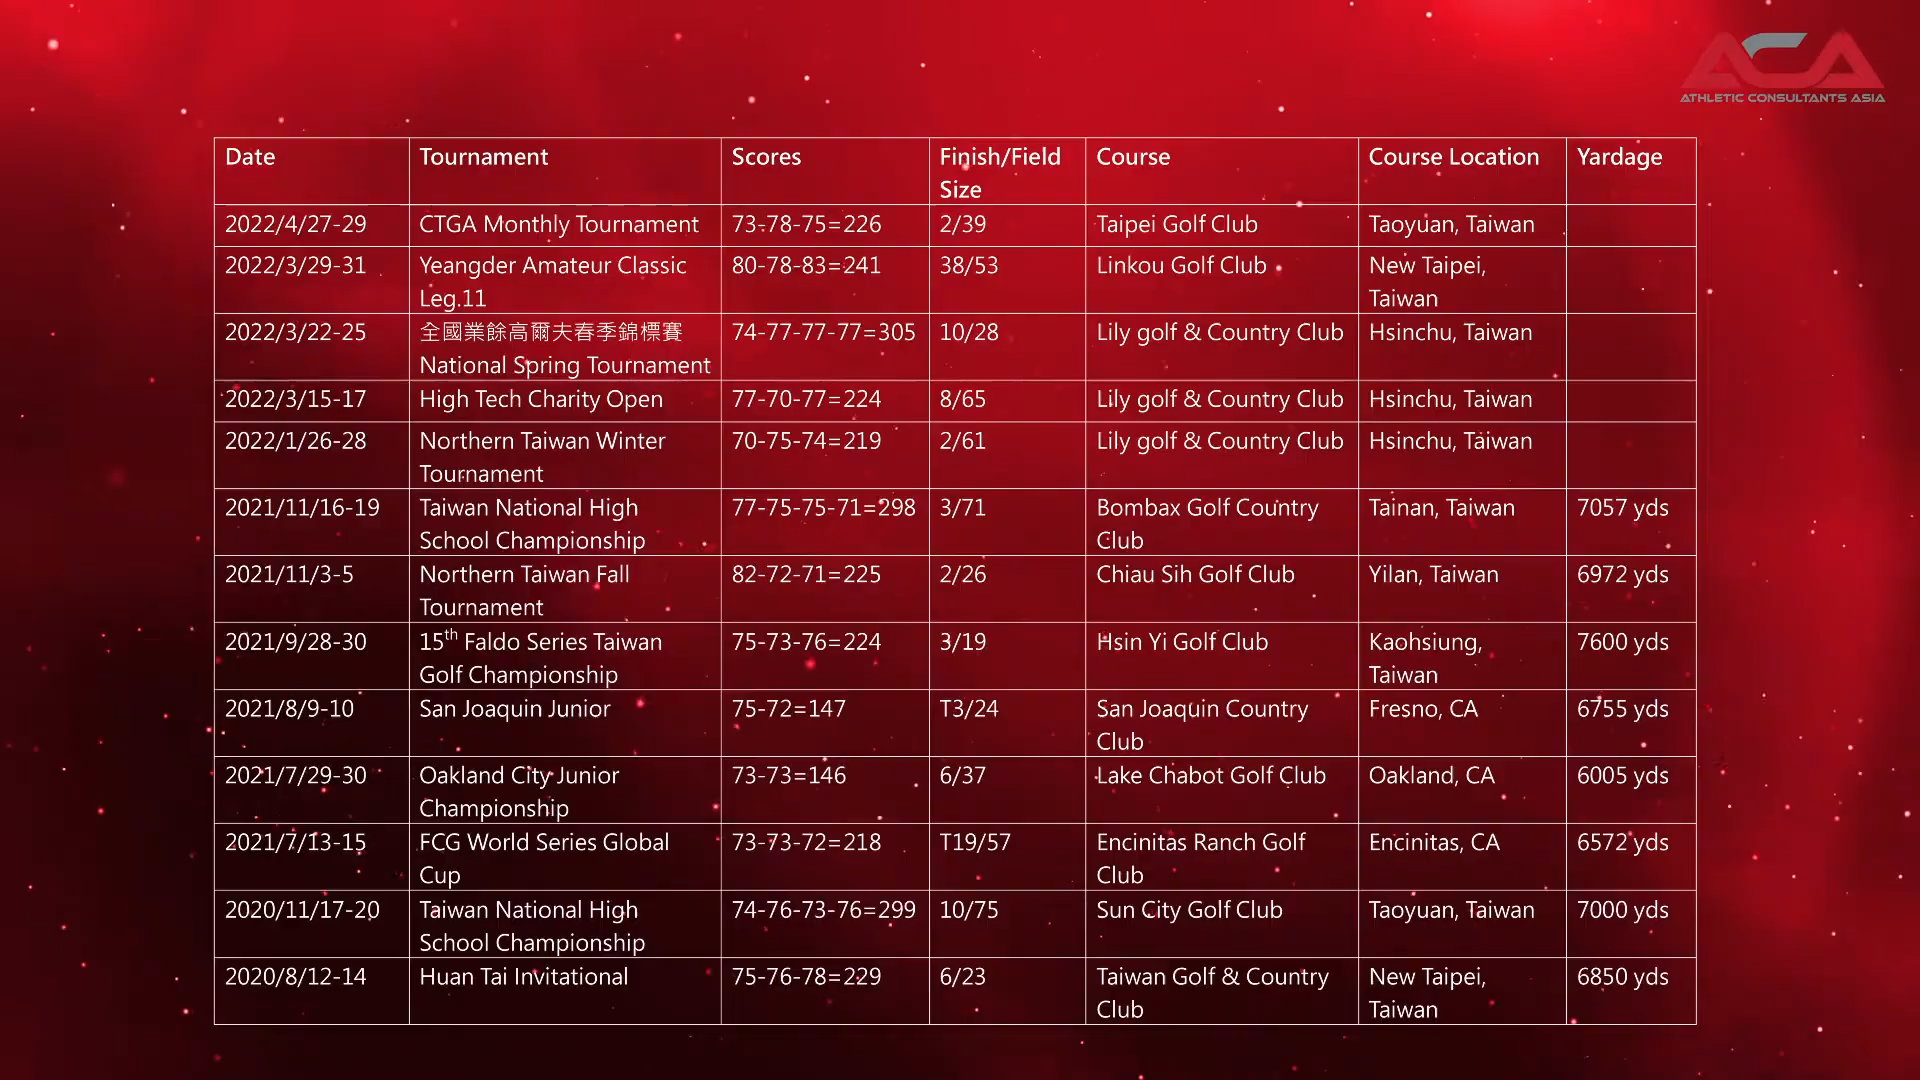 ACA
ATHLETIC CONSULTANTS ASIA
Date Tournament Scores Finish/Field Course Course Location Yardage
Size
2022/4/27-29 CTGA Monthly Tournament 73-78-75=226 2/39 Taipei Golf Club Taoyuan, Taiwan
2022/3/29-31 Yeangder Amateur Classic 80-78-83=241 38/53 Linkou Golf Club New Taipei,
Leg.11 Taiwan
2022/3/22-25 全國業餘高爾夫春季錦標賽 74-77-77-77=305 10/28 Lily golf & Country Club Hsinchu, Taiwan
National Spring Tournament
2022/3/15-17 High Tech Charity Open 77-70-77=224 8/65 Lily golf & Country Club Hsinchu, Taiwan
2022/1/26-28 Northern Taiwan Winter 70-75-74=219 2/61 Lily golf & Country Club Hsinchu, Taiwan
Tournament
2021/11/16-19 Taiwan National High 77-75-75-71=298 3/71 Bombax Golf Country Tainan, Taiwan 7057 yds
School Championship Club
2021/11/3-5 Northern Taiwan Fall 82-72-71=225 2/26 Chiau Sih Golf Club Yilan, Taiwan 6972 yds
Tournament
2021/9/28-30 15th Faldo Series Taiwan 75-73-76=224 3/19 Hsin Yi Golf Club Kaohsiung, 7600 yds
Golf Championship Taiwan
2021/8/9-10 San Joaquin Junior 75-72=147 T3/24 San Joaquin Country Fresno, CA 6755 yds
Club
2021/7/29-30 Oakland City Junior 73-73=146 6/37 Lake Chabot Golf Club Oakland, CA 6005 yds
Championship
2021/7/13-15 FCG World Series Global 73-73-72=218 T19/57 Encinitas Ranch Golf Encinitas, CA 6572 yds
Cup Club
2020/11/17-20 Taiwan National High 74-76-73-76=299 10/75 Sun City Golf Club Taoyuan, Taiwan 7000 yds
School Championship
2020/8/12-14 Huan Tai Invitational 75-76-78=229 6/23 Taiwan Golf & Country New Taipei, 6850 yds
Club Taiwan